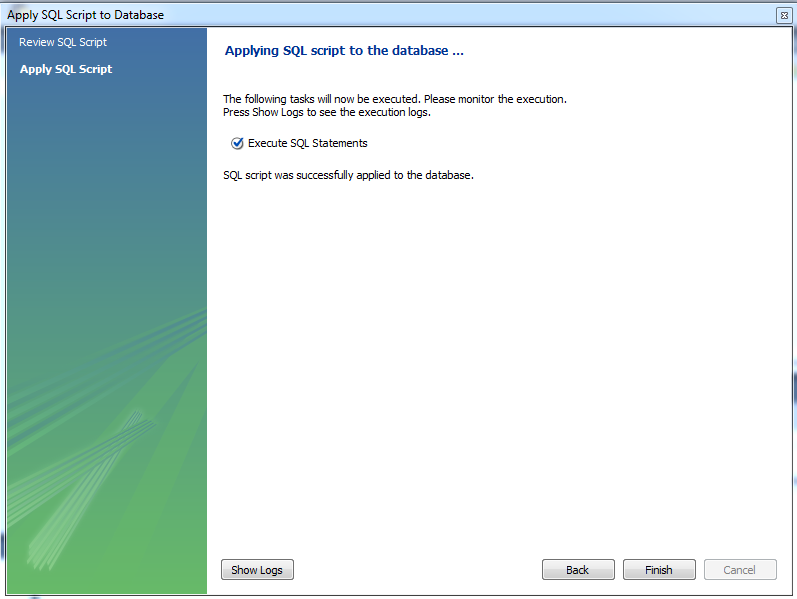 Apply SQL Script to Database
Review SQL Script
Apply SQL Script
Applying SQL script to the database ...
The following tasks will now be executed. Please monitor the execution.
Press Show Logs to see the execution logs.
Execute SQL Statements
SQL script was successfully applied to the database.
Show Logs
Back
Finish
Cancel